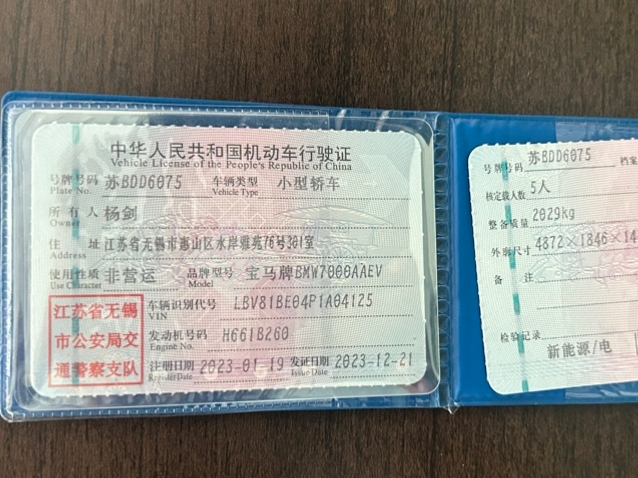 中华人民共和国机动车行驶证
Vehicle License of the People's Republic of China
号牌号码 苏BDD6075 车辆类型 小型轿车
Plate No. Vehicle Type
所有人 杨剑
Owner
住 址 江苏省无锡市惠山区水岸雅苑76号301室
Address
使用性质 非营运 品牌型号 宝马牌BMW7000AAEV
Use Character Model
江苏省无锡
市公安局交
通警察支队
车辆识别代号 LBV81BE04P1A04125
VIN
发动机号码 H661B260
Engine No.
注册日期 2023-01-19 发证日期 2023-12-21
Register Date Issue Date
号牌号码 苏BDD6075 档案
核定载人数 5人
整备质量 2029kg
外廓尺寸 4872×1846×14
备 注
检验记录
新能源/电